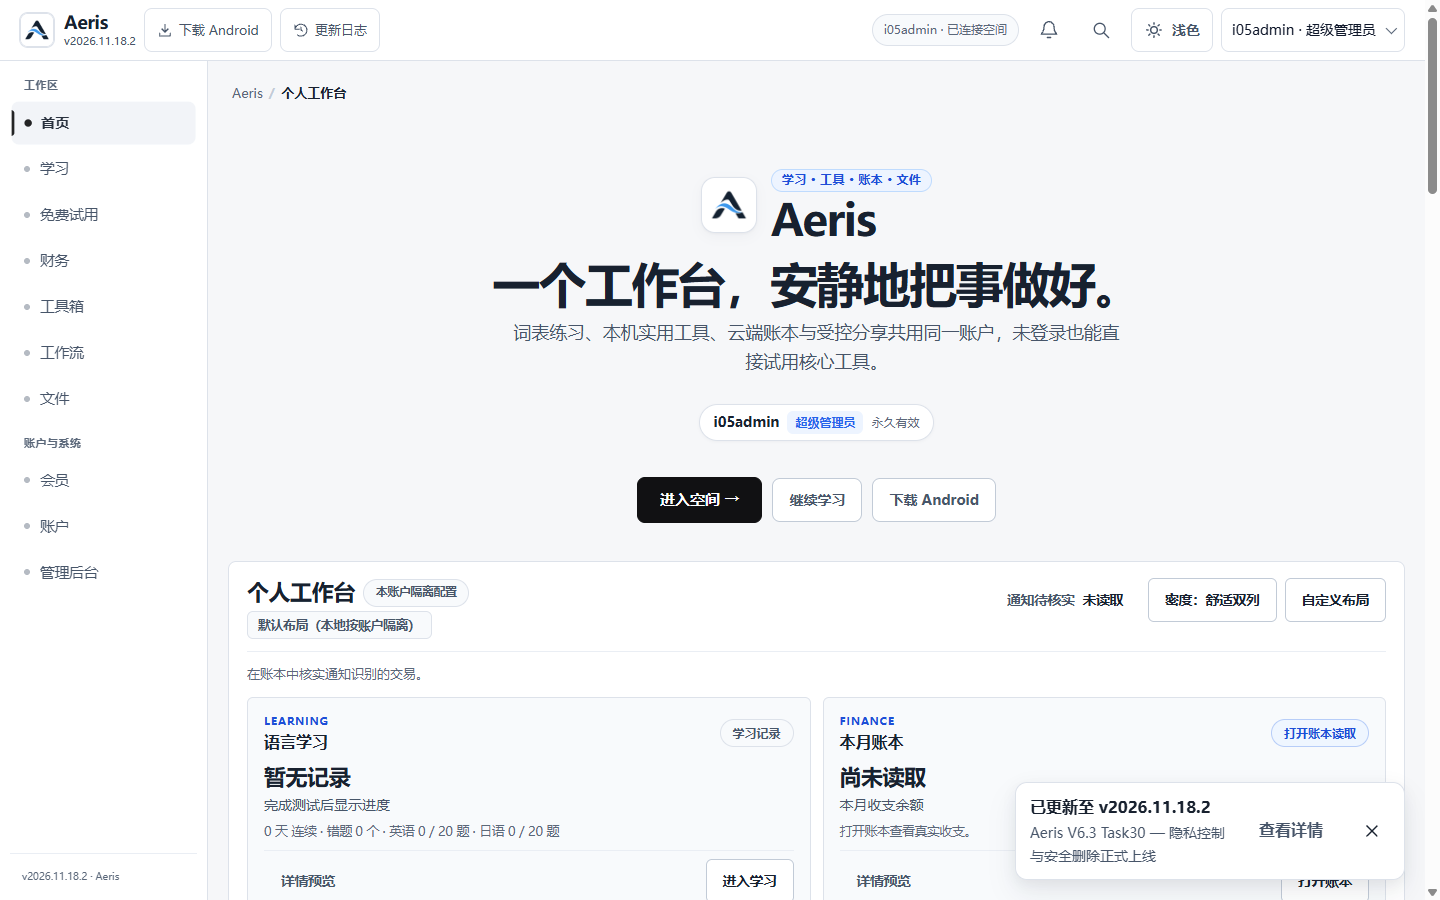 Aeris
v2026.11.18.2
下载 Android
更新日志
i05admin · 已连接空间
浅色
i05admin · 超级管理员
工作区
首页
学习
免费试用
财务
工具箱
工作流
文件
账户与系统
会员
账户
管理后台
v2026.11.18.2 · Aeris
Aeris / 个人工作台
学习・工具・账本・文件
Aeris
一个工作台，安静地把事做好。
词表练习、本机实用工具、云端账本与受控分享共用同一账户，未登录也能直
接试用核心工具。
i05admin 超级管理员 永久有效
进入空间 →
继续学习
下载 Android
个人工作台
本账户隔离配置
默认布局（本地按账户隔离）
通知待核实 未读取
密度：舒适双列
自定义布局
在账本中核实通知识别的交易。
LEARNING
语言学习
学习记录
暂无记录
完成测试后显示进度
0 天 连续 · 错题 0 个 · 英语 0 / 20 题 · 日语 0 / 20 题
详情预览
进入学习
FINANCE
本月账本
打开账本读取
尚未读取
本月收支余额
打开账本查看真实收支。
详情预览
打开账本
已更新至 v2026.11.18.2
Aeris V6.3 Task30 — 隐私控制
与安全删除正式上线
查看详情